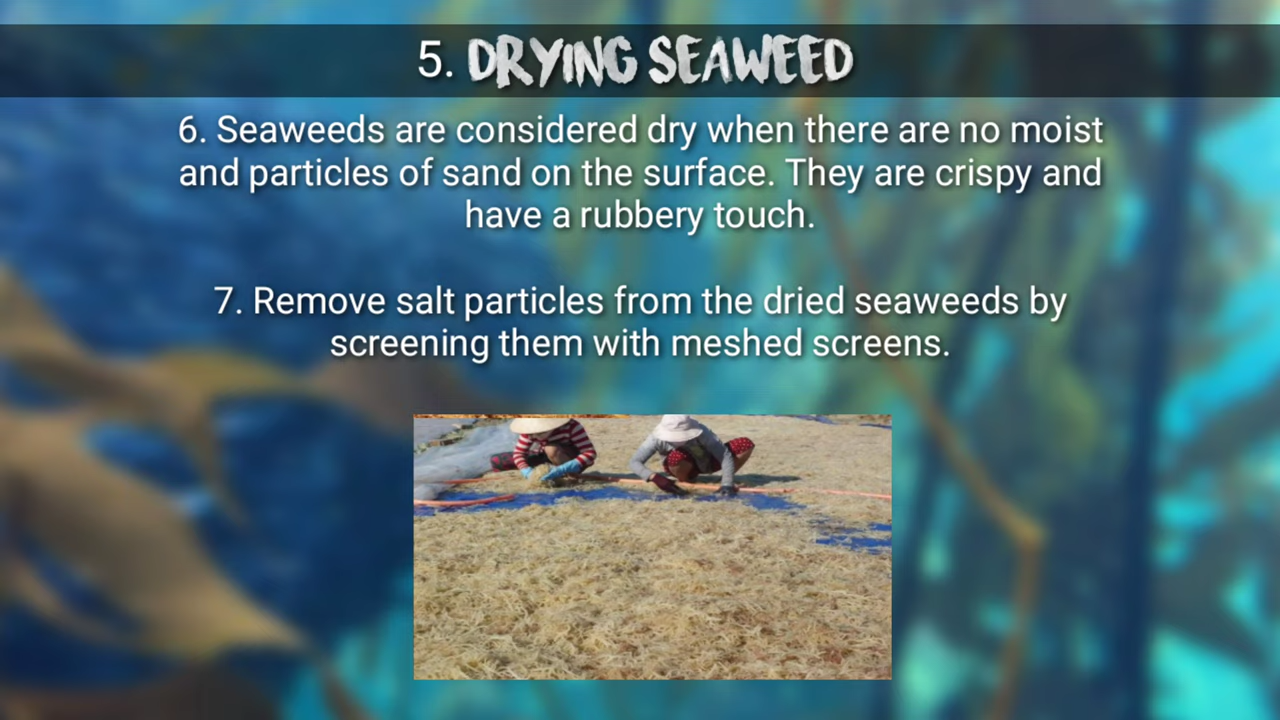 5. DRYING SEAWEED
6. Seaweeds are considered dry when there are no moist
and particles of sand on the surface. They are crispy and
have a rubbery touch.
7. Remove salt particles from the dried seaweeds by
screening them with meshed screens.